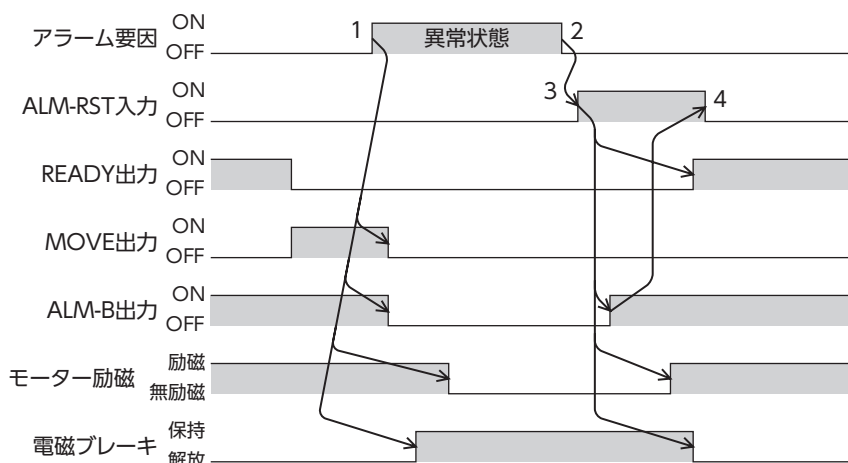 アラーム要因 ON 1 異常状態 2
OFF
ALM-RST入力 ON 3 4
OFF
READY出力 ON
OFF
MOVE出力 ON
OFF
ALM-B出力 ON
OFF
モーター励磁 励磁
無励磁
電磁ブレーキ 保持
解放